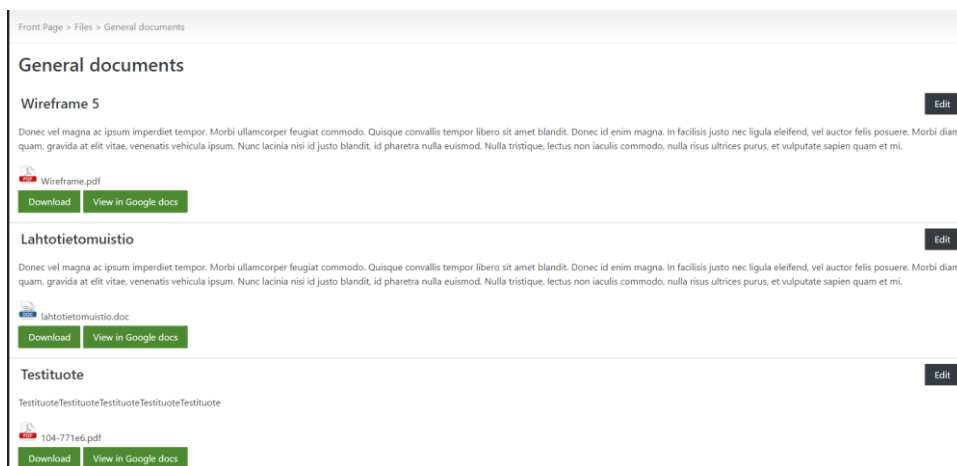 Front Page > Files > General documents
General documents
Wireframe 5
Edit
Donec vel magna ac ipsum imperdiet tempor. Morbi ullamcorper feugiat commodo. Quisque convallis tempor libero sit amet blandit. Donec id enim magna. In facilisis justo nec ligula eleifend, vel auctor felis posuere. Morbi diam
quam, gravida at elit vitae, venenatis vehicula ipsum. Nunc lacinia nisi id justo blandit, id pharetra nulla euismod. Nulla tristique, lectus non iaculis commodo, nulla risus ultrices purus, et vulputate sapien quam et mi.
PDF Wireframe.pdf
Download View in Google docs
Lahtotietomuistio
Edit
Donec vel magna ac ipsum imperdiet tempor. Morbi ullamcorper feugiat commodo. Quisque convallis tempor libero sit amet blandit. Donec id enim magna. In facilisis justo nec ligula eleifend, vel auctor felis posuere. Morbi diam
quam, gravida at elit vitae, venenatis vehicula ipsum. Nunc lacinia nisi id justo blandit, id pharetra nulla euismod. Nulla tristique, lectus non iaculis commodo, nulla risus ultrices purus, et vulputate sapien quam et mi.
DOC lahtotietomuistio.doc
Download View in Google docs
Testituote
Edit
TestituoteTestituoteTestituoteTestituoteTestituote
PDF 104-771e6.pdf
Download View in Google docs